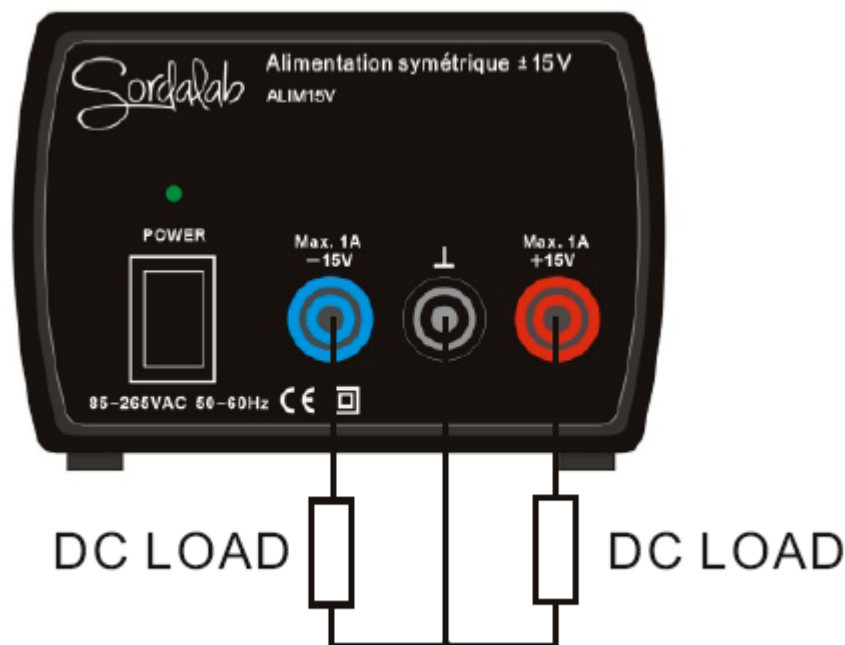 Sordalab
Alimentation symétrique ±15V
ALIM15V
POWER
Max. 1A
-15V
⊥
Max. 1A
+15V
85-265VAC 50-60Hz CE
DC LOAD
DC LOAD